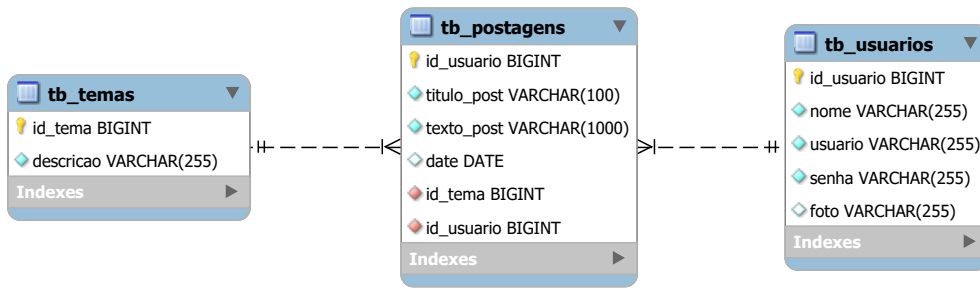 tb_temas
id_tema BIGINT
descricao VARCHAR(255)
Indexes
tb_postagens
id_usuario BIGINT
titulo_post VARCHAR(100)
texto_post VARCHAR(1000)
date DATE
id_tema BIGINT
id_usuario BIGINT
Indexes
tb_usuarios
id_usuario BIGINT
nome VARCHAR(255)
usuario VARCHAR(255)
senha VARCHAR(255)
foto VARCHAR(255)
Indexes